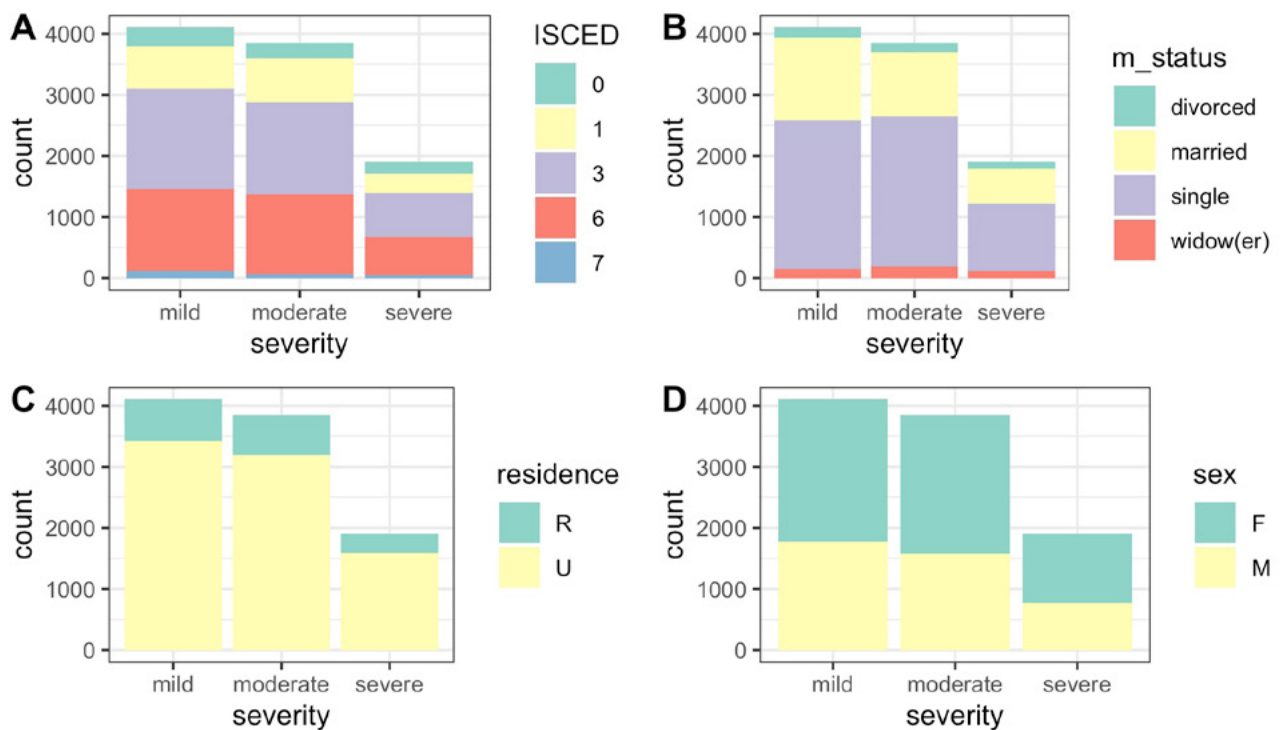 A
4000
3000
2000
1000
0
count
mild moderate severe
severity
ISCED
0
1
3
6
7
B
4000
3000
2000
1000
0
count
mild moderate severe
severity
m_status
divorced
married
single
widow(er)
C
4000
3000
2000
1000
0
count
mild moderate severe
severity
residence
R
U
D
4000
3000
2000
1000
0
count
mild moderate severe
severity
sex
F
M